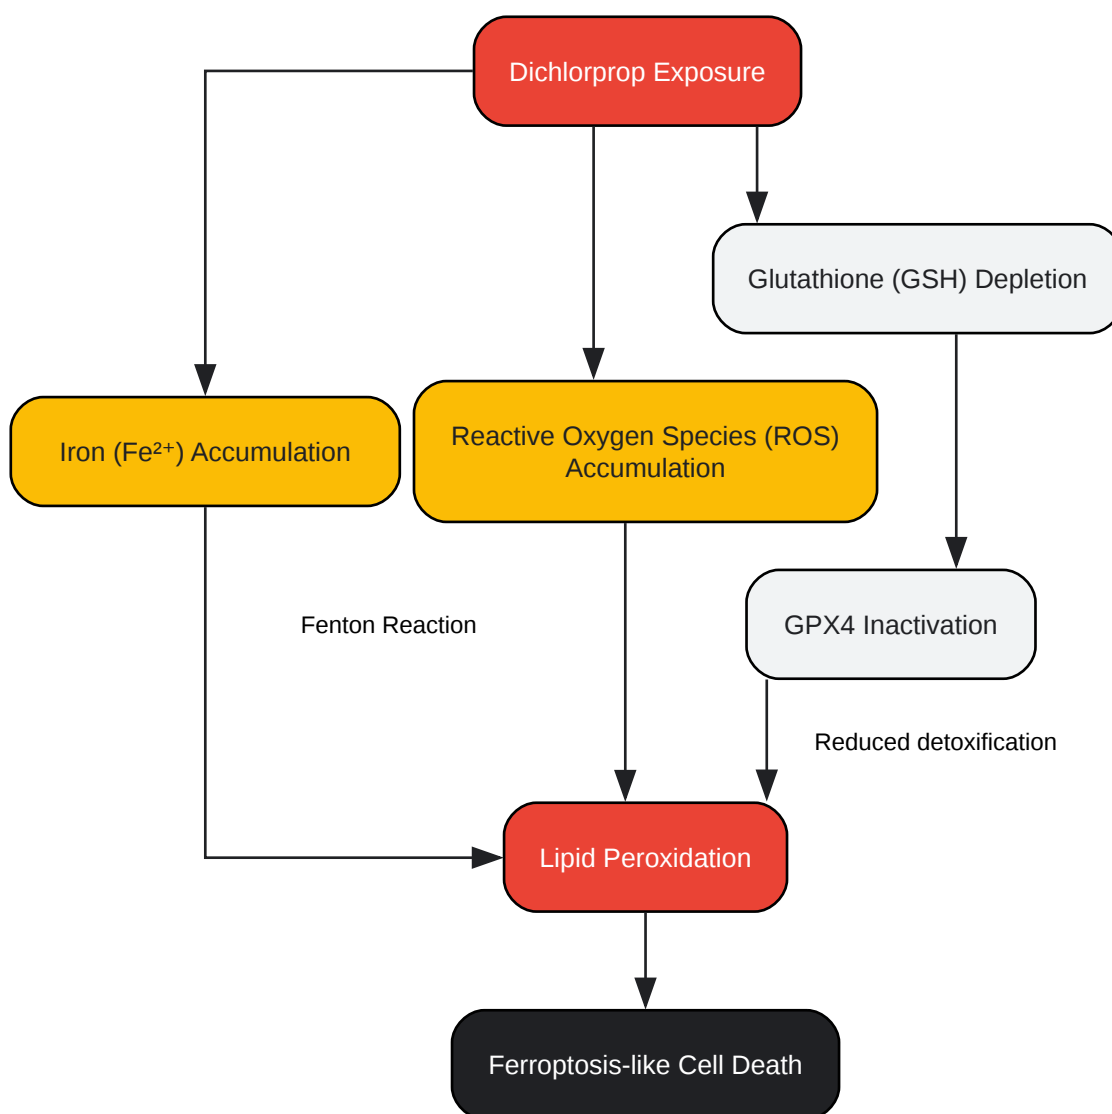 Dichlorprop Exposure
Glutathione (GSH) Depletion
Iron (Fe²⁺) Accumulation
Reactive Oxygen Species (ROS)
Accumulation
Fenton Reaction
GPX4 Inactivation
Reduced detoxification
Lipid Peroxidation
Ferroptosis-like Cell Death